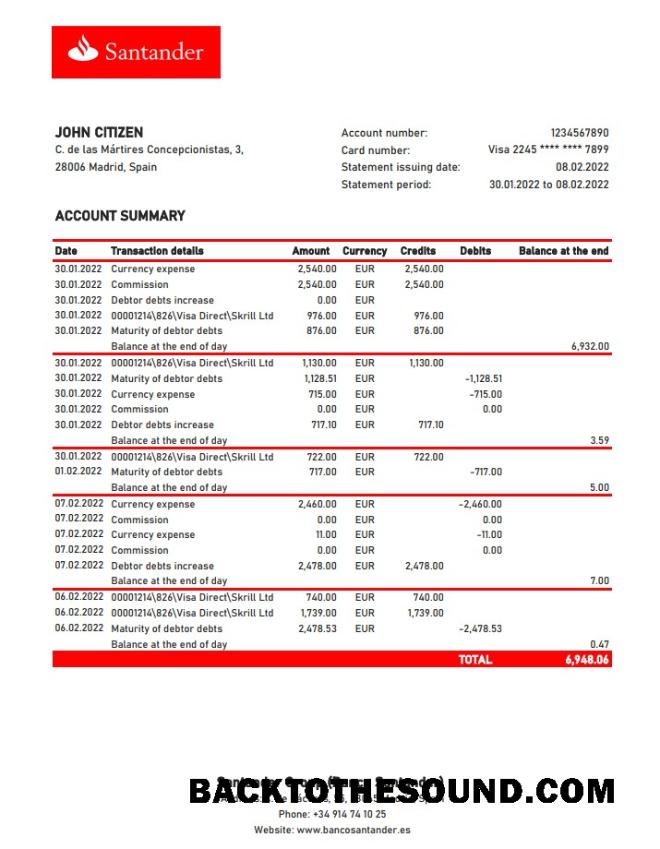 Santander
JOHN CITIZEN
C. de las Mártires Concepcionistas, 3,
28006 Madrid, Spain
Account number: 1234567890
Card number: Visa 2245 **** **** 7899
Statement issuing date: 08.02.2022
Statement period: 30.01.2022 to 08.02.2022
ACCOUNT SUMMARY
Date Transaction details Amount Currency Credits Debits Balance at the end
30.01.2022 Currency expense 2,540.00 EUR 2,540.00
30.01.2022 Commission 2,540.00 EUR 2,540.00
30.01.2022 Debtor debts increase 0.00 EUR
30.01.2022 00001214\826\Visa Direct\Skrill Ltd 976.00 EUR 976.00
30.01.2022 Maturity of debtor debts 876.00 EUR 876.00
Balance at the end of day 6,932.00
30.01.2022 00001214\826\Visa Direct\Skrill Ltd 1,130.00 EUR 1,130.00
30.01.2022 Maturity of debtor debts 1,128.51 EUR -1,128.51
30.01.2022 Currency expense 715.00 EUR -715.00
30.01.2022 Commission 0.00 EUR 0.00
30.01.2022 Debtor debts increase 717.10 EUR 717.10
Balance at the end of day 3.59
30.01.2022 00001214\826\Visa Direct\Skrill Ltd 722.00 EUR 722.00
01.02.2022 Maturity of debtor debts 717.00 EUR -717.00
Balance at the end of day 5.00
07.02.2022 Currency expense 2,460.00 EUR -2,460.00
07.02.2022 Commission 0.00 EUR 0.00
07.02.2022 Currency expense 11.00 EUR -11.00
07.02.2022 Commission 0.00 EUR 0.00
07.02.2022 Debtor debts increase 2,478.00 EUR 2,478.00
Balance at the end of day 7.00
06.02.2022 00001214\826\Visa Direct\Skrill Ltd 740.00 EUR 740.00
06.02.2022 00001214\826\Visa Direct\Skrill Ltd 1,739.00 EUR 1,739.00
06.02.2022 Maturity of debtor debts 2,478.53 EUR -2,478.53
Balance at the end of day 0.47
TOTAL 6,948.06
BACKTOTHESOUND.COM
Phone: +34 914 74 10 25
Website: www.bancosantander.es